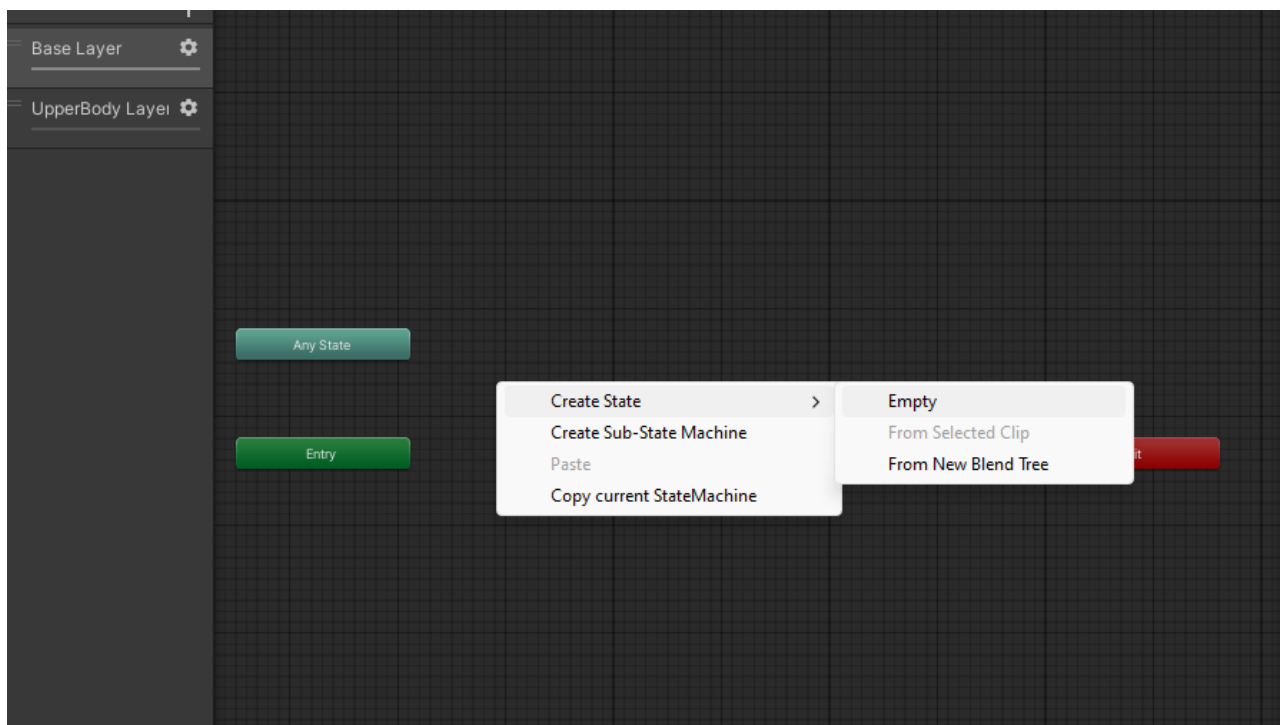 Base Layer
UpperBody Layer
Any State
Create State
Empty
Create Sub-State Machine
From Selected Clip
Entry
it
Paste
From New Blend Tree
Copy current StateMachine